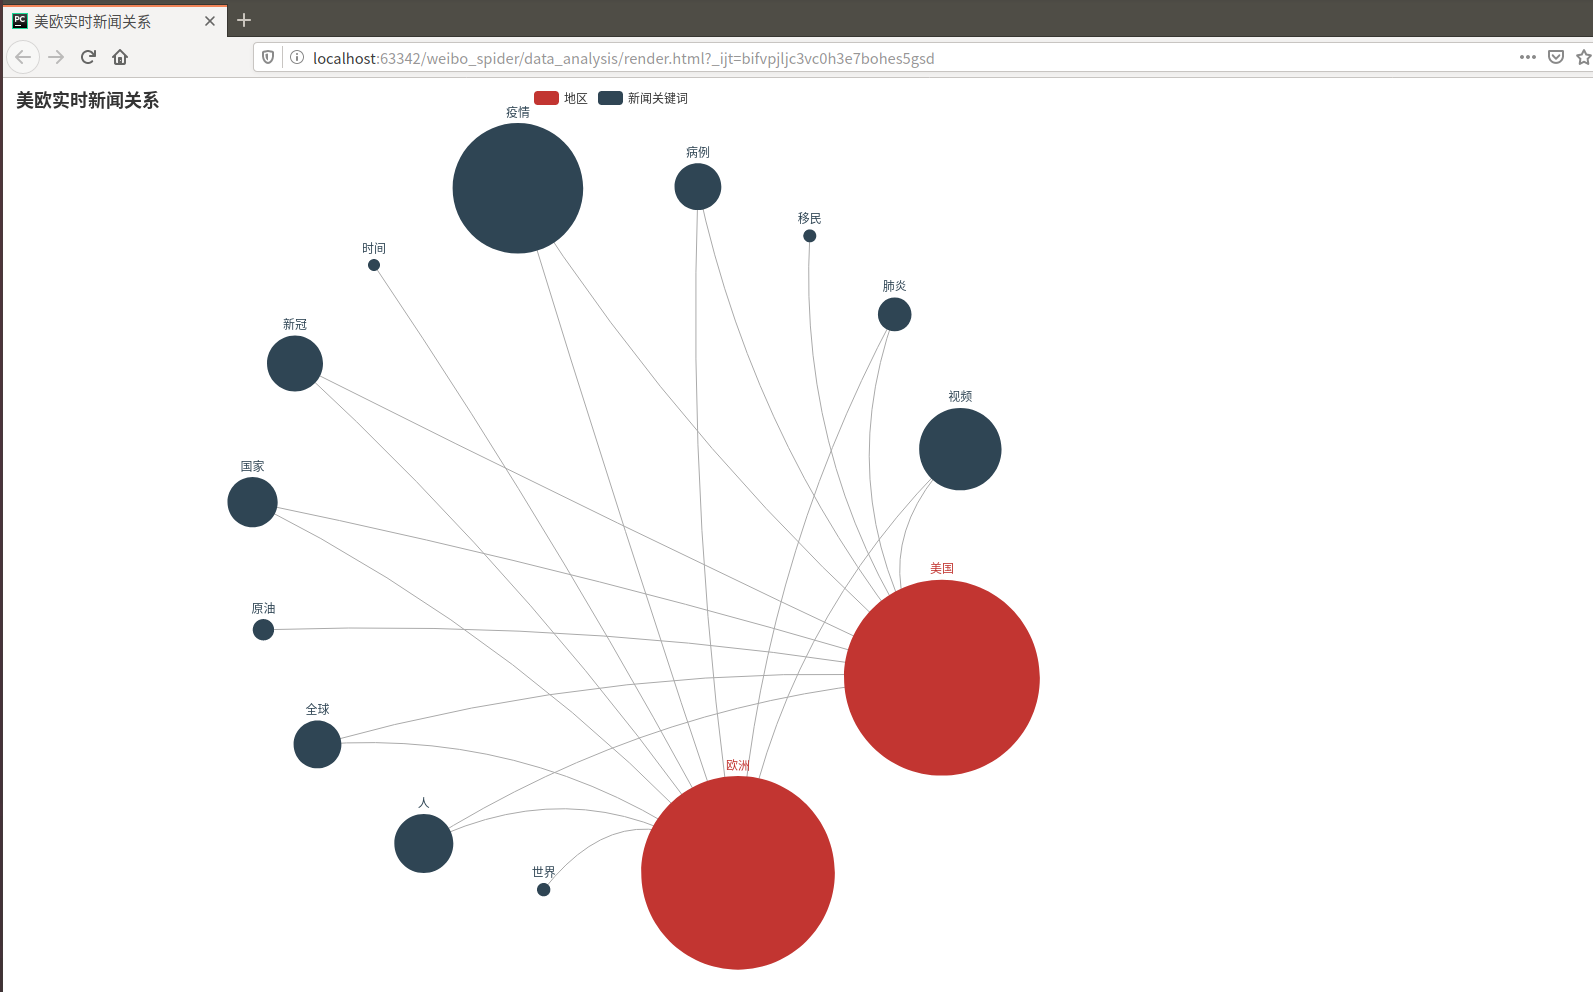 美欧实时新闻关系
localhost:63342/weibo_spider/data_analysis/render.html?_ijt=bifvpjljc3vc0h3e7bohes5gsd
美欧实时新闻关系
地区 新闻关键词
疫情
病例
移民
时间
肺炎
新冠
视频
国家
美国
原油
全球
欧洲
人
世界